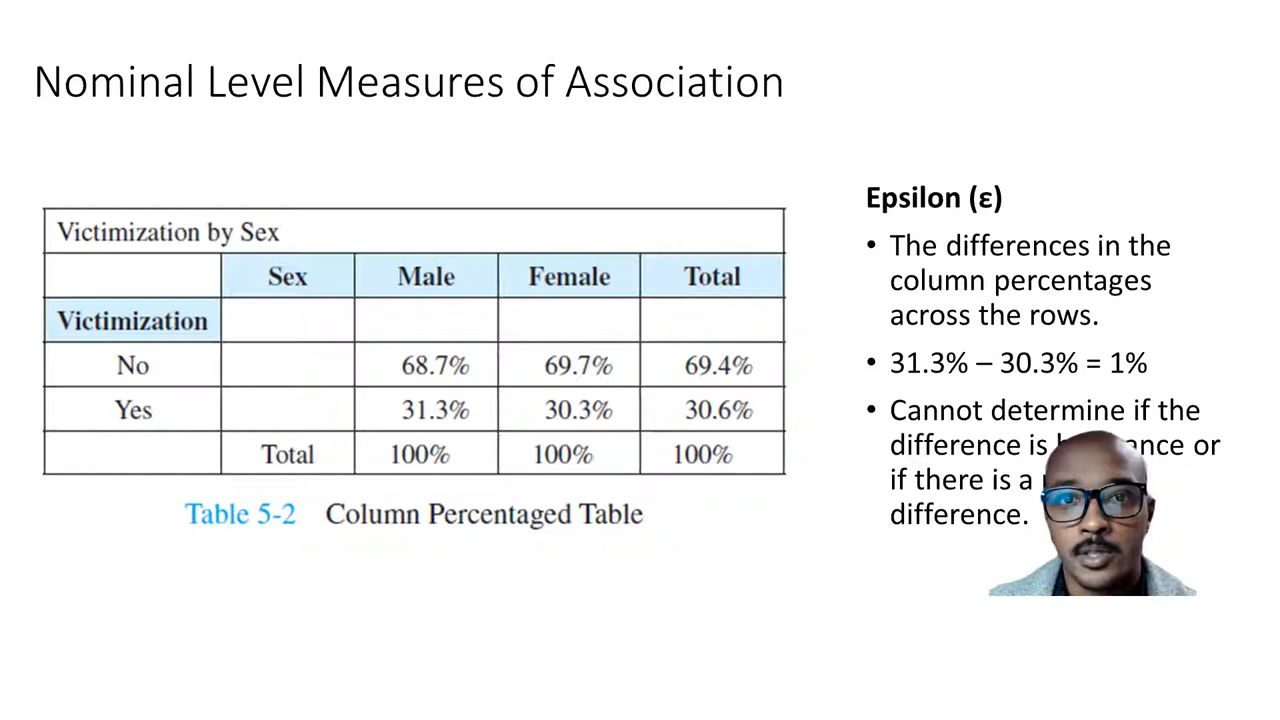 Nominal Level Measures of Association
Victimization by Sex
Sex Male Female Total
Victimization
No 68.7% 69.7% 69.4%
Yes 31.3% 30.3% 30.6%
Total 100% 100% 100%
Table 5-2 Column Percentaged Table
Epsilon (ε)
• The differences in the
column percentages
across the rows.
• 31.3% – 30.3% = 1%
• Cannot determine if the
difference is or
if there is a
difference.